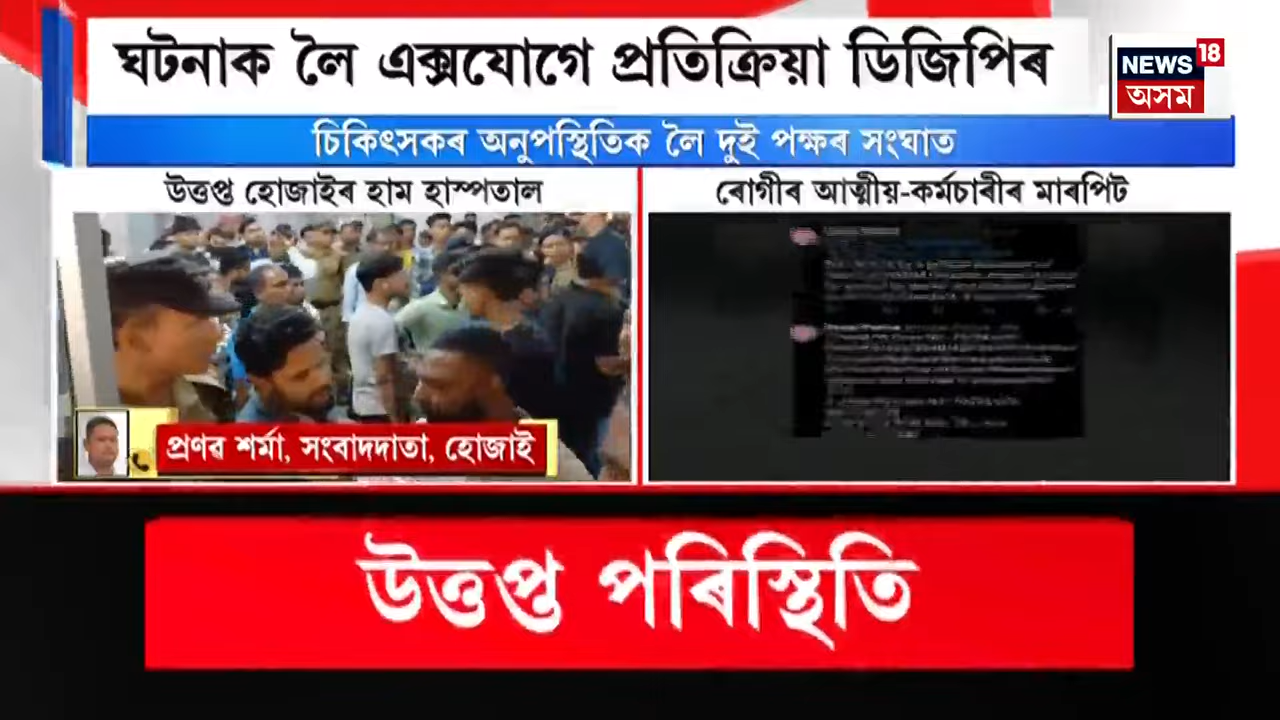 ঘটনাক লৈ এক্সযোগে প্ৰতিক্ৰিয়া ডিজিপিৰ
NEWS 18
অসম
চিকিৎসকৰ অনুপস্থিতিক লৈ দুই পক্ষৰ সংঘাত
উত্তপ্ত হোজাইৰ হাম হাস্পতাল
ৰোগীৰ আত্মীয়-কৰ্মচাৰীৰ মাৰপিট
প্ৰণৱ শৰ্মা, সংবাদদাতা, হোজাই
উত্তপ্ত পৰিস্থিতি